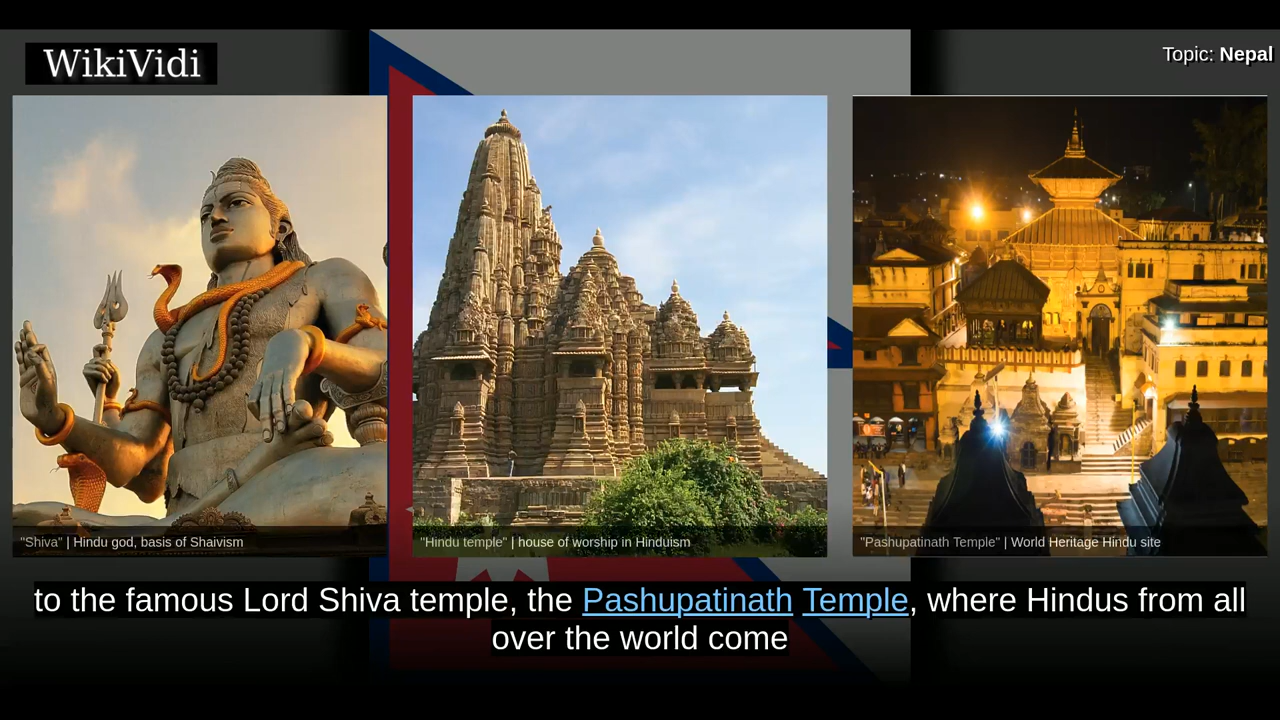 WikiVidi
Topic: Nepal
"Shiva" | Hindu god, basis of Shaivism
"Hindu temple" | house of worship in Hinduism
"Pashupatinath Temple" | World Heritage Hindu site
to the famous Lord Shiva temple, the Pashupatinath Temple, where Hindus from all
over the world come